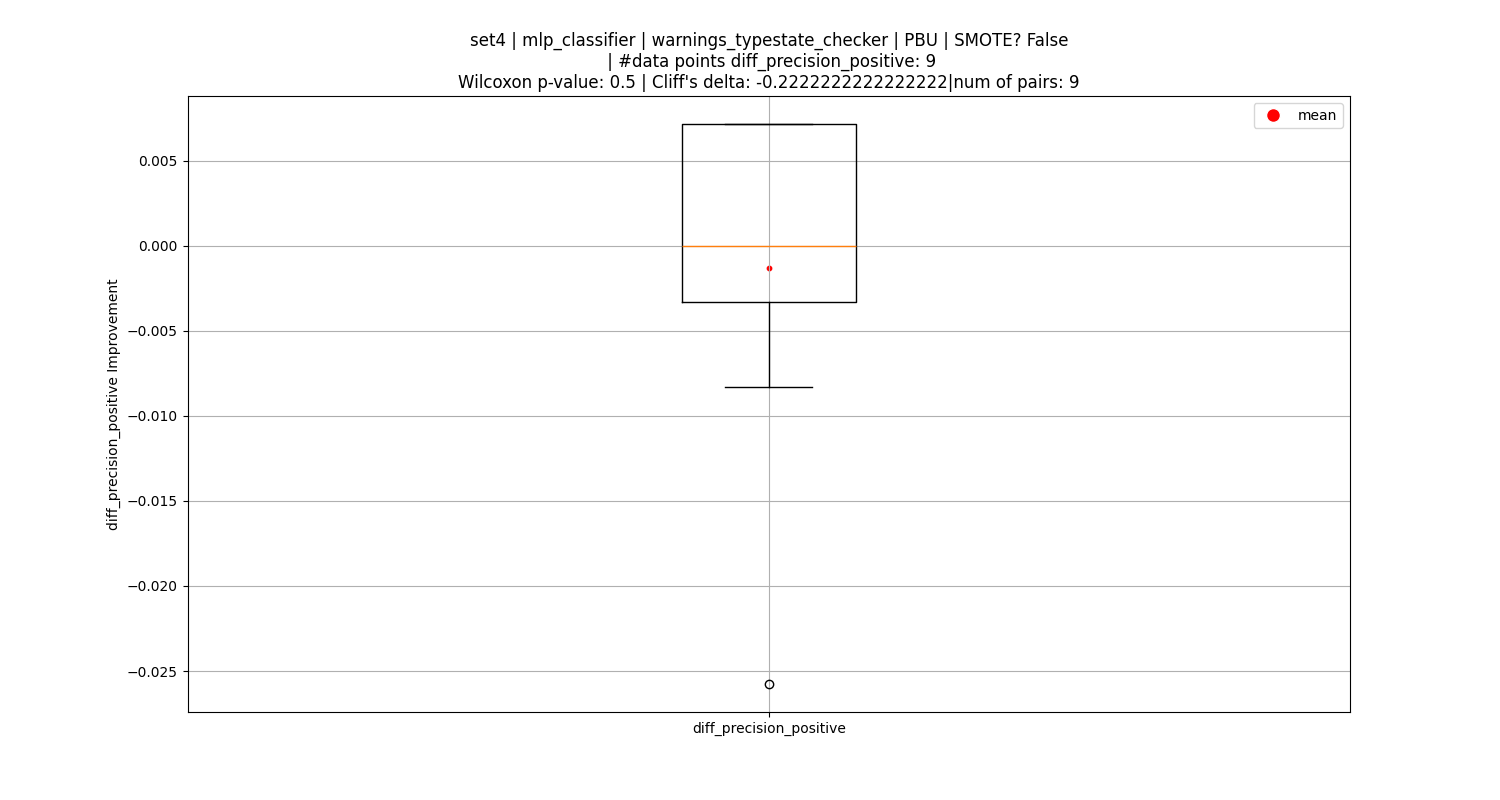 set4 | mlp_classifier | warnings_typestate_checker | PBU | SMOTE? False
| #data points diff_precision_positive: 9
Wilcoxon p-value: 0.5 | Cliff's delta: -0.2222222222222222|num of pairs: 9
mean
0.005
0.000
−0.005
−0.010
−0.015
−0.020
−0.025
diff_precision_positive Improvement
diff_precision_positive